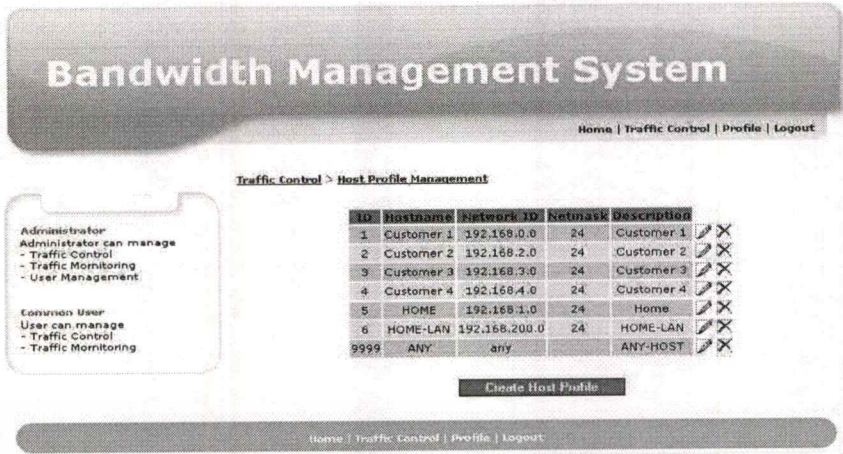 Bandwidth Management System
Home | Traffic Control | Profile | Logout
Traffic Control > Host Profile Management
Administrator
Administrator can manage
- Traffic Control
- Traffic Mornitoring
- User Management
Common User
User can manage
- Traffic Control
- Traffic Mornitoring
ID Hostname Network ID Netmask Description
1 Customer 1 192.168.0.0 24 Customer 1
2 Customer 2 192.168.2.0 24 Customer 2
3 Customer 3 192.168.3.0 24 Customer 3
4 Customer 4 192.168.4.0 24 Customer 4
5 HOME 192.168.1.0 24 Home
6 HOME-LAN 192.168.200.0 24 HOME-LAN
9999 ANY any ANY-HOST
Create Host Profile
Home | Traffic Control | Profile | Logout